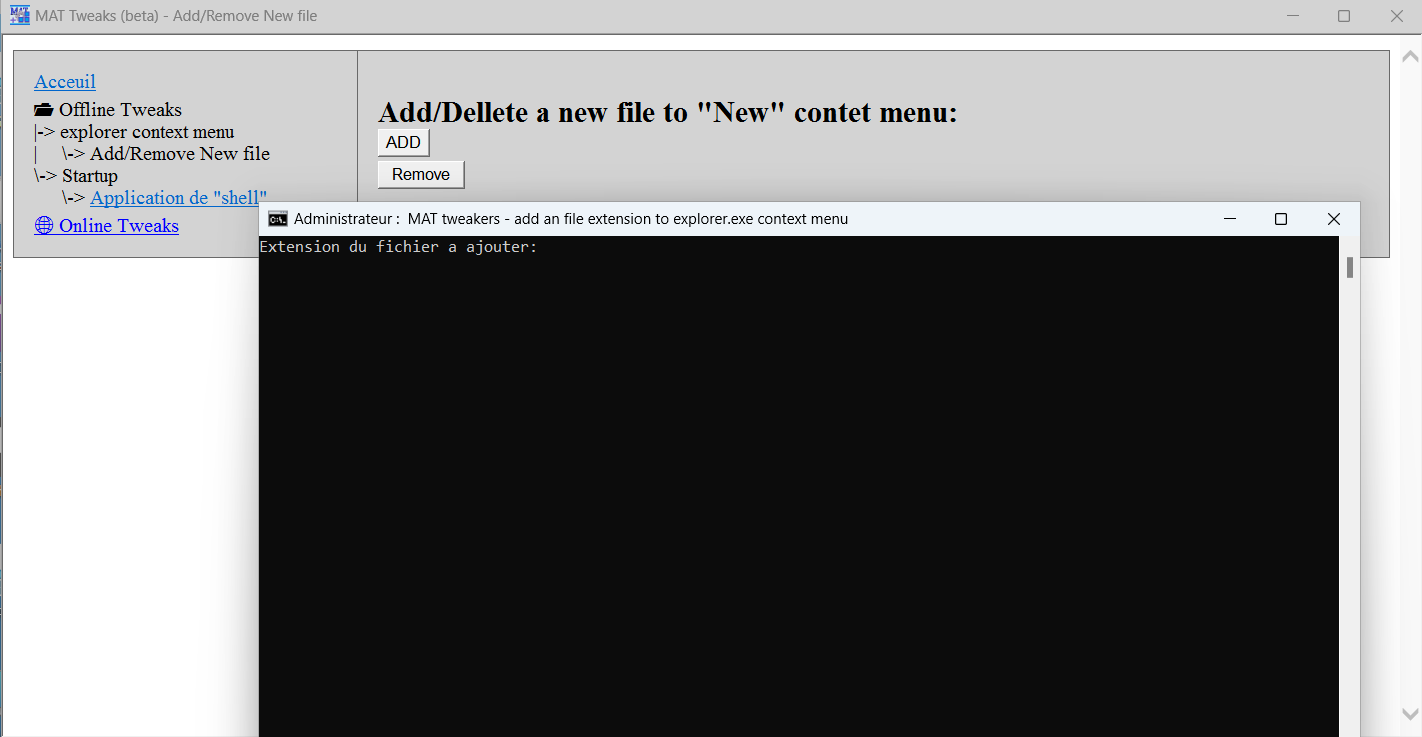 MAT Tweaks (beta) - Add/Remove New file
Acceuil
Offline Tweaks
|-> explorer context menu
| \-> Add/Remove New file
\-> Startup
\-> Application de "shell"
Online Tweaks
Add/Dellete a new file to "New" contet menu:
ADD
Remove
Administrateur : MAT tweakers - add an file extension to explorer.exe context menu
Extension du fichier a ajouter: